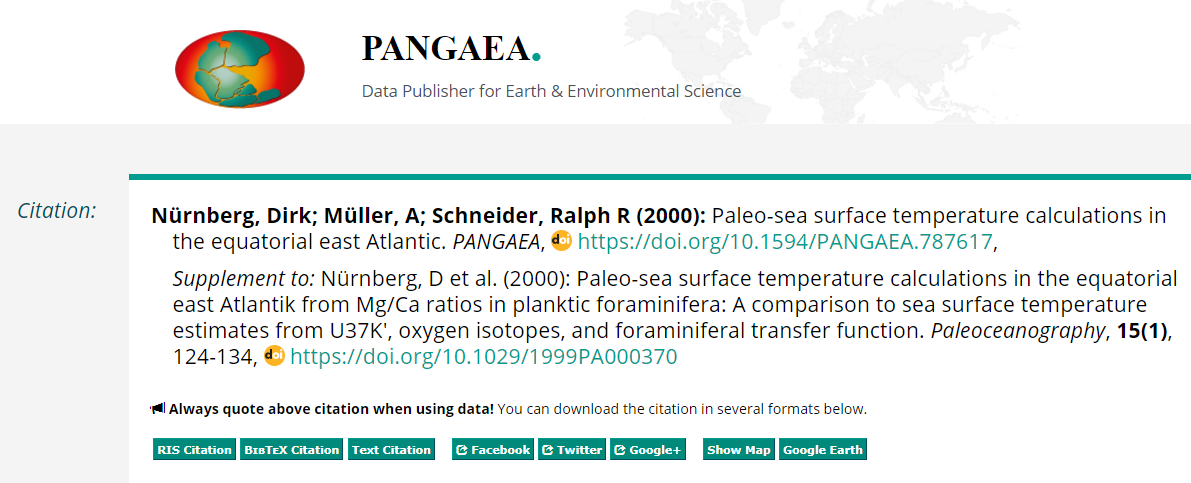 PANGAEA.
Data Publisher for Earth & Environmental Science
Citation:
Nürnberg, Dirk; Müller, A; Schneider, Ralph R (2000): Paleo-sea surface temperature calculations in
the equatorial east Atlantic. PANGAEA, doi https://doi.org/10.1594/PANGAEA.787617,
Supplement to: Nürnberg, D et al. (2000): Paleo-sea surface temperature calculations in the equatorial
east Atlantik from Mg/Ca ratios in planktic foraminifera: A comparison to sea surface temperature
estimates from U37K', oxygen isotopes, and foraminiferal transfer function. Paleoceanography, 15(1),
124-134, doi https://doi.org/10.1029/1999PA000370
Always quote above citation when using data! You can download the citation in several formats below.
RIS Citation BIBTEX Citation Text Citation Facebook Twitter Google+ Show Map Google Earth